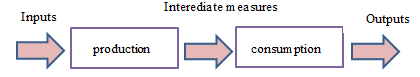 Interediate measures
Inputs
Outputs
production
consumption